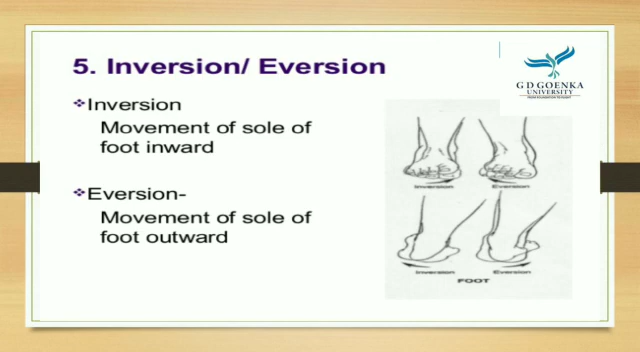 5. Inversion/ Eversion
G D GOENKA
UNIVERSITY
Inversion
Movement of sole of
foot inward
Eversion-
Movement of sole of
foot outward
Inversion
Eversion
Inversion
Eversion
FOOT